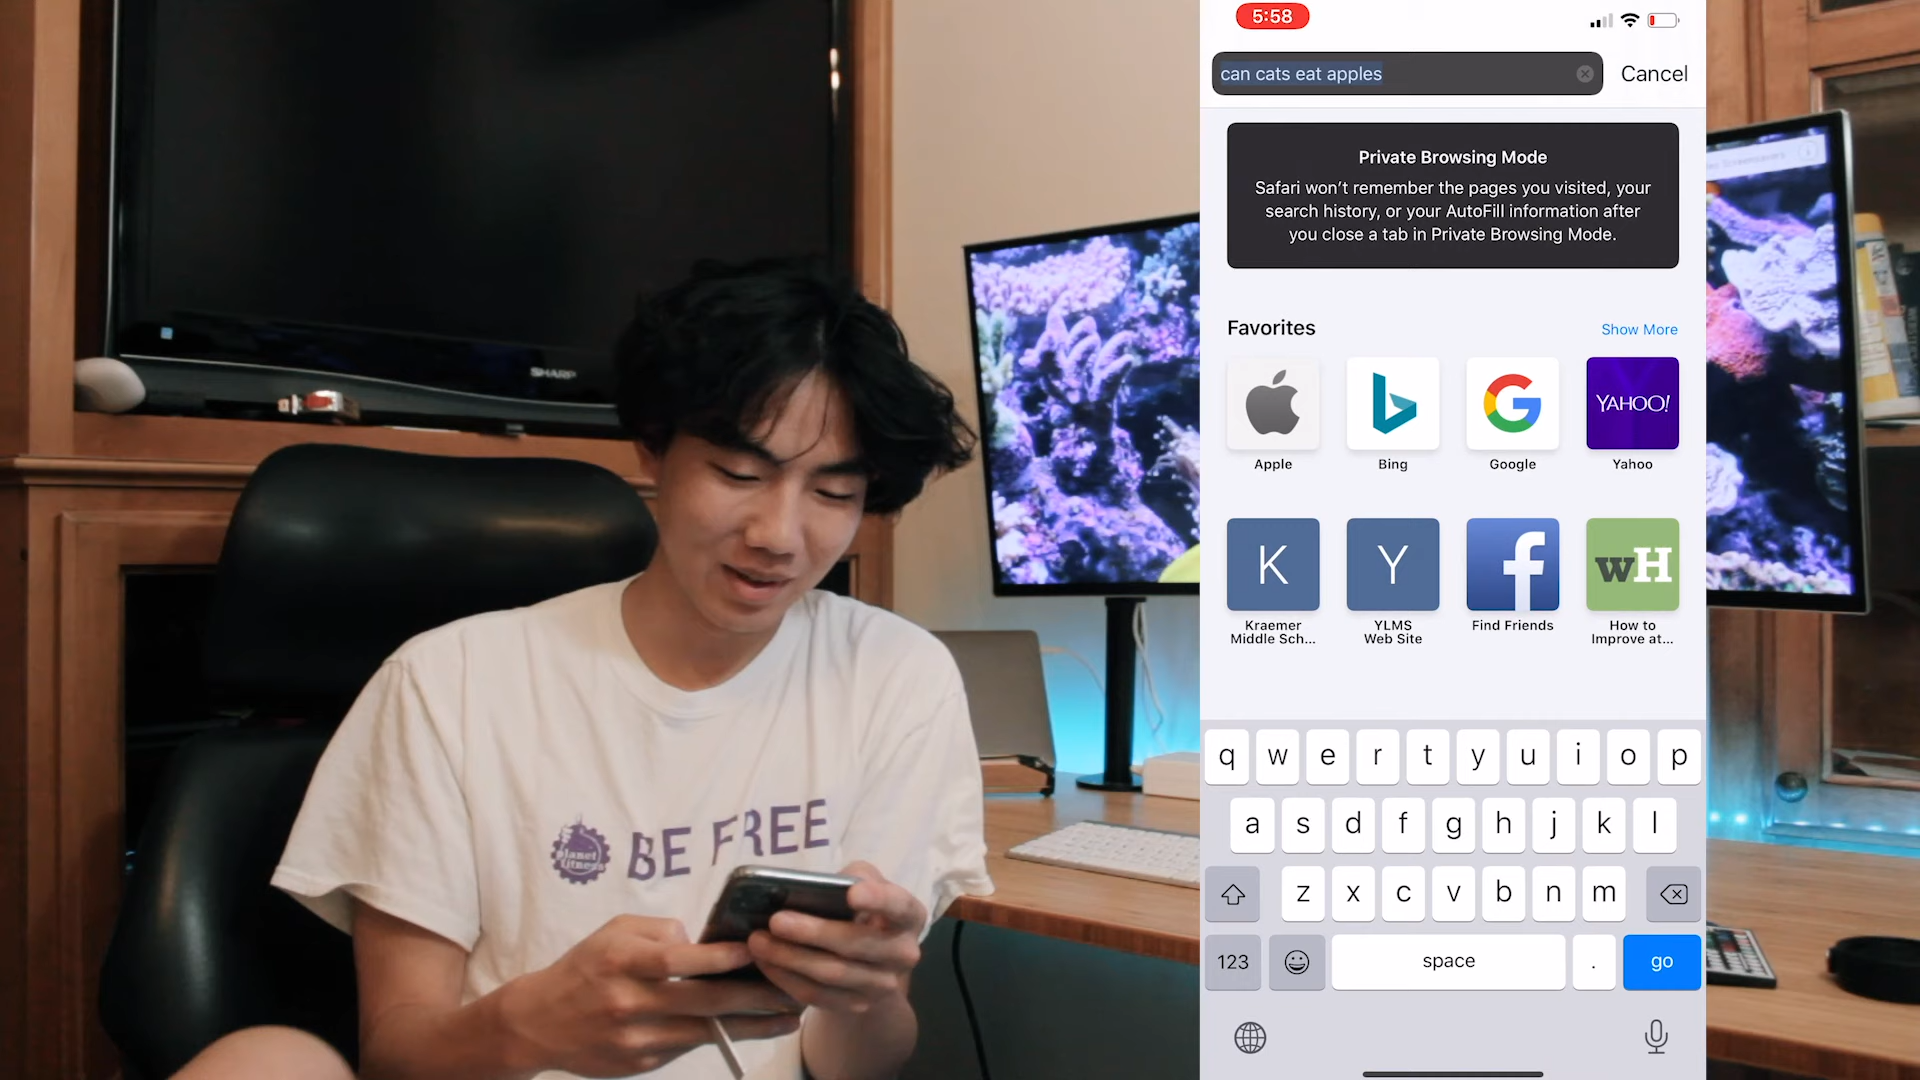 5:58
can cats eat apples
Cancel
Private Browsing Mode
Safari won't remember the pages you visited, your
search history, or your AutoFill information after
you close a tab in Private Browsing Mode.
Favorites
Show More
YAHOO!
Apple
Bing
Google
Yahoo
K
Y
f
wH
Kraemer
Middle Sch...
YLMS
Web Site
Find Friends
How to
Improve at...
q w e r t y u i o p
a s d f g h j k l
z x c v b n m
123
space
.
go
SHARP
planet
fitness
BE FREE